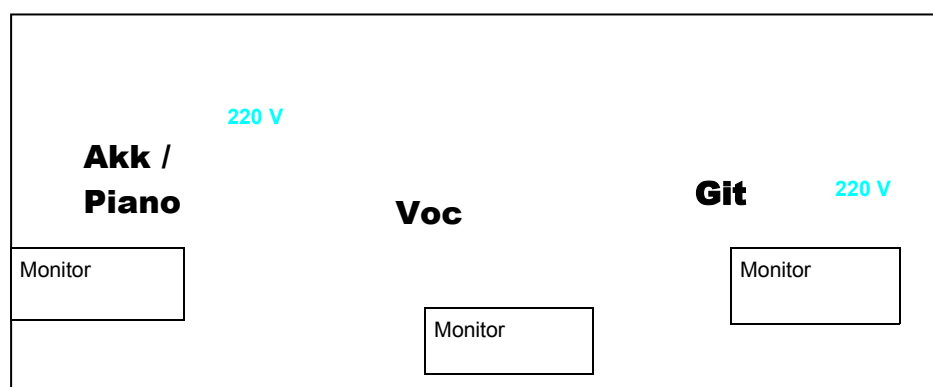 220 V
Akk /
Piano
Voc
Git
220 V
Monitor
Monitor
Monitor